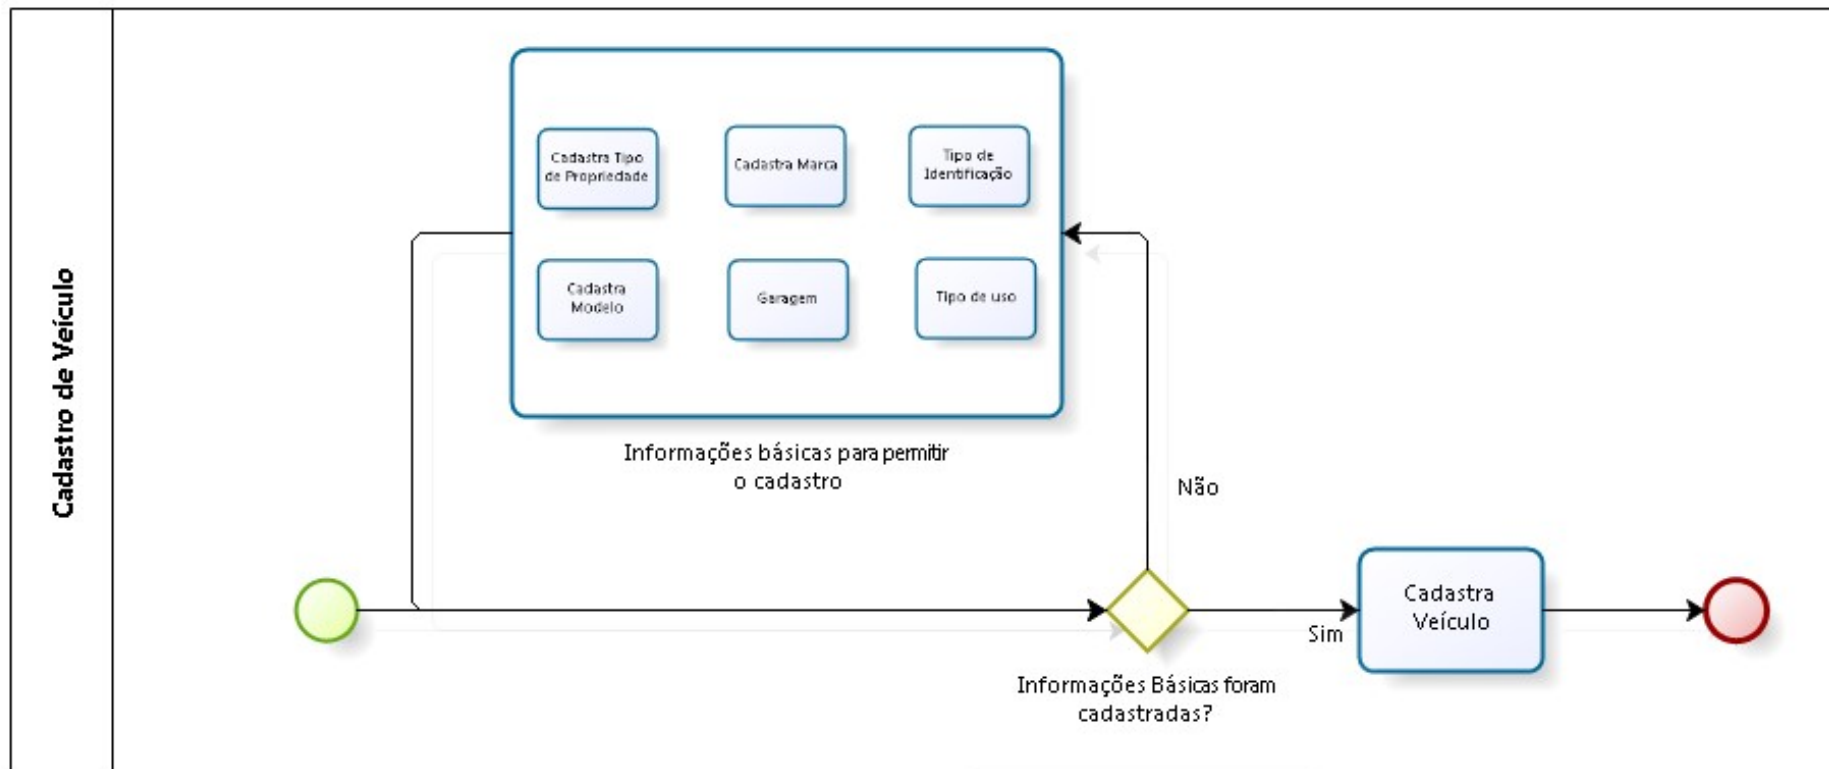 Cadastro de Veículo
Cadastra Tipo
de Propriedade
Cadastra Marca
Tipo de
Identificação
Cadastra
Modelo
Garagem
Tipo de uso
Informações básicas para permitir
o cadastro
Não
Sim
Cadastra
Veículo
Informações Básicas foram
cadastradas?